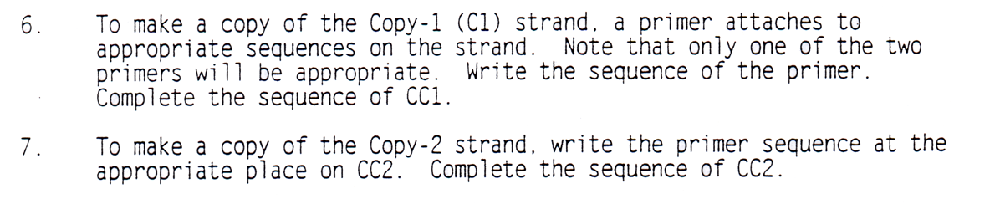 6. To make a copy of the Copy-1 (C1) strand, a primer attaches to
appropriate sequences on the strand. Note that only one of the two
primers will be appropriate. Write the sequence of the primer.
Complete the sequence of CC1.
7. To make a copy of the Copy-2 strand, write the primer sequence at the
appropriate place on CC2. Complete the sequence of CC2.